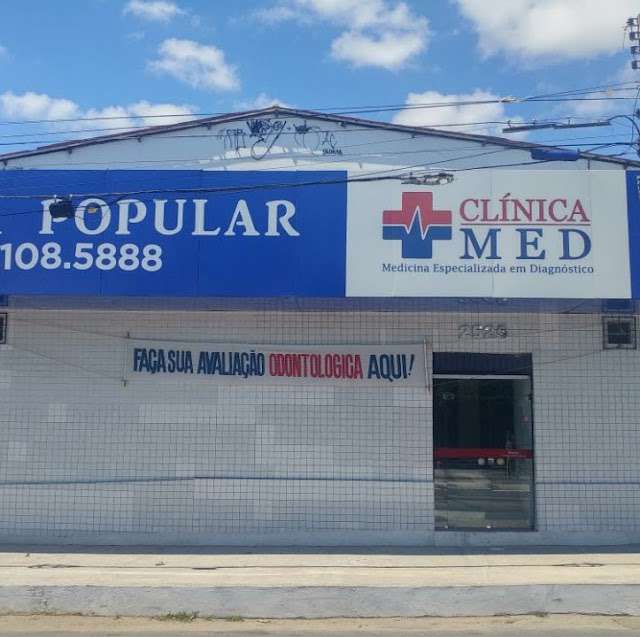 POPULAR
108.5888
CLÍNICA
MED
Medicina Especializada em Diagnóstico
FAÇA SUA AVALIAÇÃO ODONTOLOGICA AQUI!